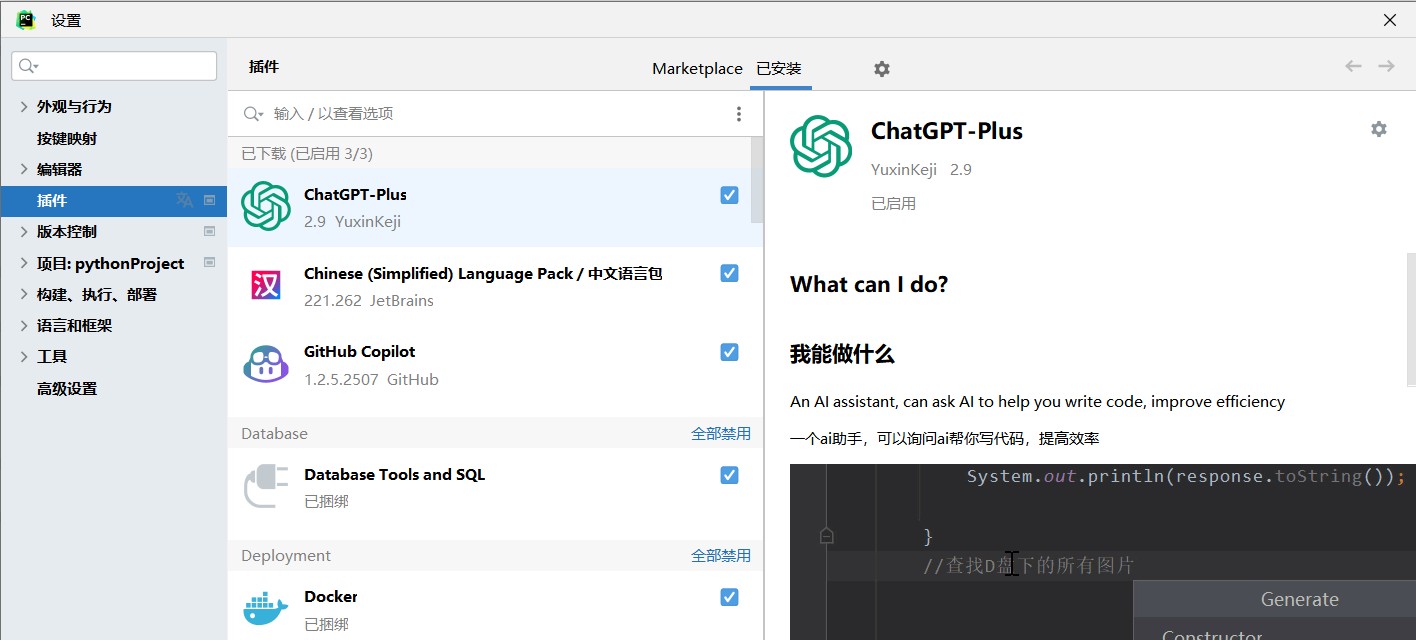 PC
设置
插件
Marketplace 已安装
外观与行为
按键映射
编辑器
插件
版本控制
项目: pythonProject
构建、执行、部署
语言和框架
工具
高级设置
输入 / 以查看选项
已下载 (已启用 3/3)
ChatGPT-Plus
2.9 YuxinKeji
汉
Chinese (Simplified) Language Pack / 中文语言包
221.262 JetBrains
GitHub Copilot
1.2.5.2507 GitHub
Database 全部禁用
Database Tools and SQL
已捆绑
Deployment 全部禁用
Docker
已捆绑
ChatGPT-Plus
YuxinKeji 2.9
已启用
What can I do?
我能做什么
An AI assistant, can ask AI to help you write code, improve efficiency
一个ai助手，可以询问ai帮你写代码，提高效率
System.out.println(response.toString());
}
//查找D盘下的所有图片
Generate
Constructor